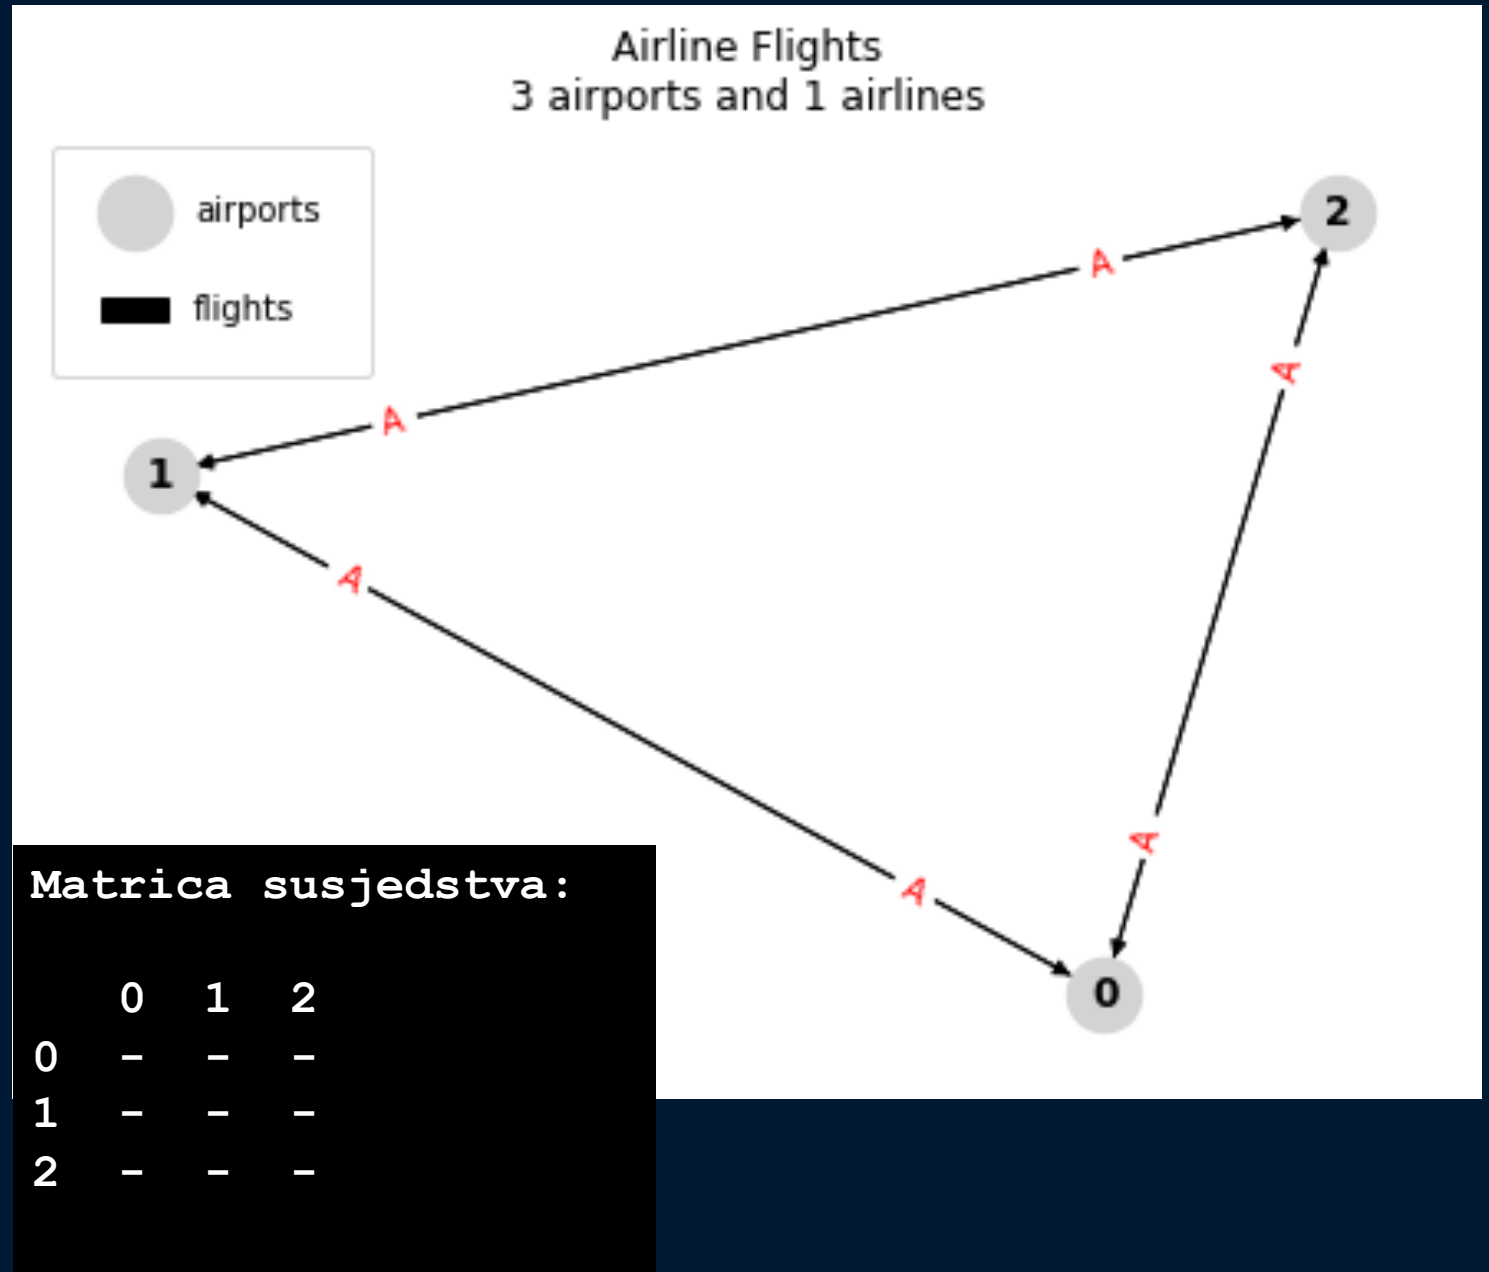 Airline Flights
3 airports and 1 airlines
airports
flights
2
A
A
A
1
A
A
A
0
Matrica susjedstva:
0 1 2
0 - - -
1 - - -
2 - - -